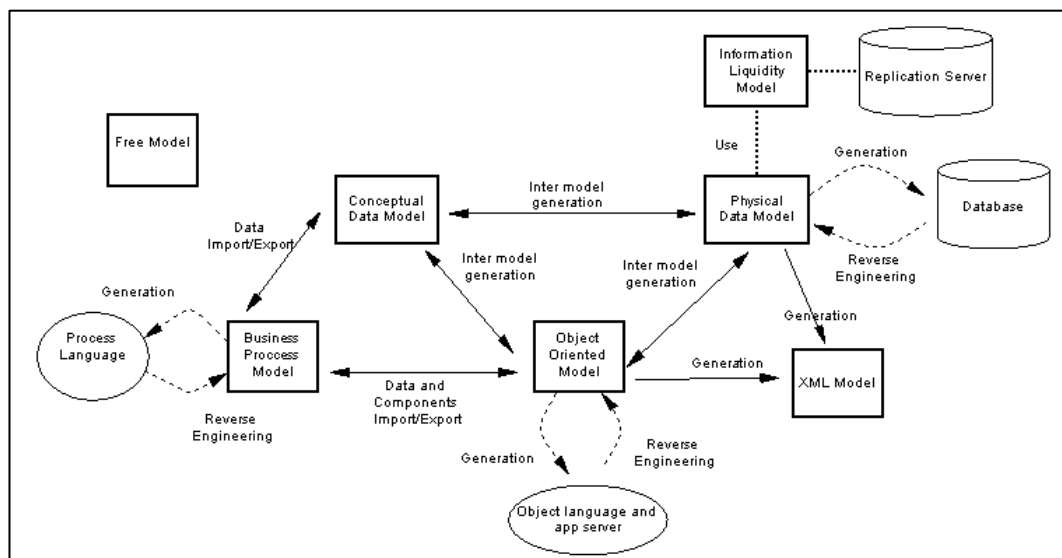 Information
Liquidity
Model
Replication Server
Free Model
Use
Generation
Conceptual
Data Model
Inter model
generation
Physical
Data Model
Database
Data
Import/Export
Inter model
generation
Inter model
generation
Reverse
Engineering
Generation
Process
Language
Business
Proccess
Model
Object
Oriented
Model
Generation
Generation
XML Model
Data and
Components
Import/Export
Reverse
Engineering
Generation
Reverse
Engineering
Object language and
app server